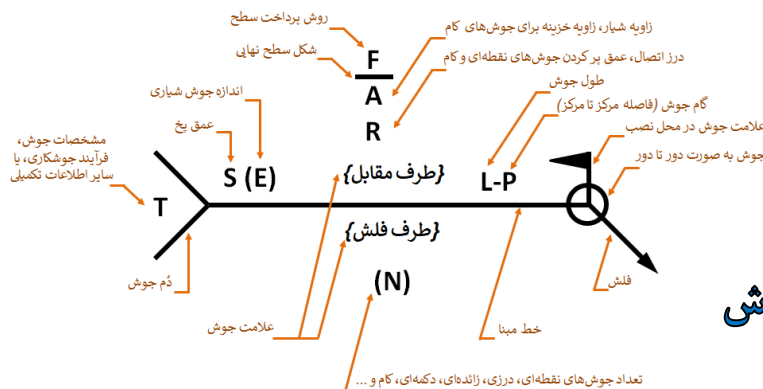 روش پرداخت سطح
شکل سطح نهایی
F
A
R
زاویه شیار، زاویه خزینه برای جوش‌های کام
درز اتصال، عمق پر کردن جوش‌های نقطه‌ای و کام
طول جوش
گام جوش (فاصله مرکز تا مرکز)
علامت جوش در محل نصب
جوش به صورت دور تا دور
اندازه جوش شیاری
عمق پخ
مشخصات جوش،
فرآیند جوشکاری، یا
سایر اطلاعات تکمیلی
T
S (E)
{طرف مقابل}
L-P
{طرف فلش}
(N)
دُم جوش
علامت جوش
خط مبنا
فلش
تعداد جوش‌های نقطه‌ای، درزی، زائده‌ای، دکمه‌ای، کام و ...